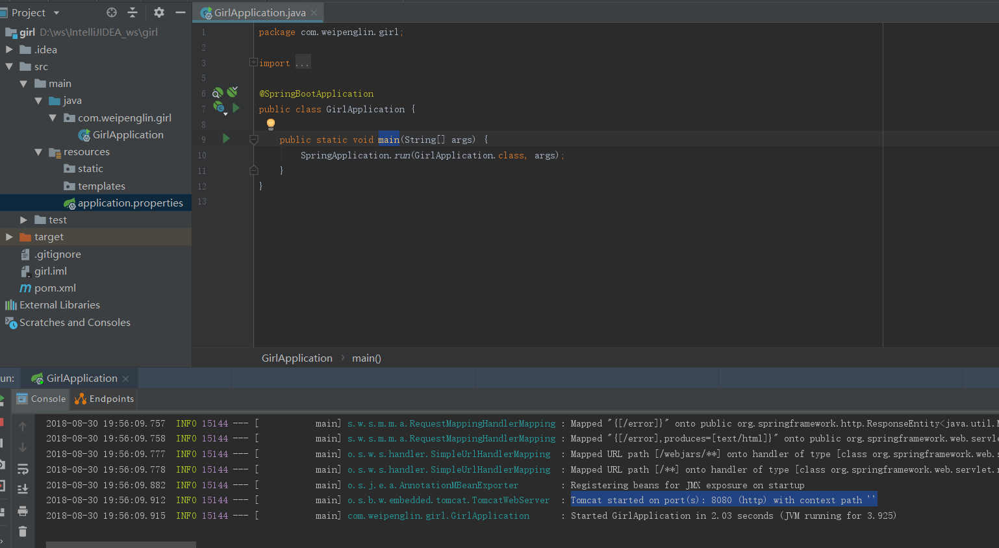 Project
girl D:\ws\IntelliJIDEA_ws\girl
.idea
src
main
java
com.weipenglin.girl
GirlApplication
resources
static
templates
application.properties
test
target
.gitignore
girl.iml
pom.xml
External Libraries
Scratches and Consoles
GirlApplication.java
1 package com.weipenglin.girl;
2
3 import ...
5
6 @SpringBootApplication
7 public class GirlApplication {
8
9 public static void main(String[] args) {
10 SpringApplication.run(GirlApplication.class, args);
11 }
12 }
13
GirlApplication main()
un: GirlApplication
Console Endpoints
2018-08-30 19:56:09.757 INFO 15144 --- [ main] s.w.s.m.m.a.RequestMappingHandlerMapping : Mapped "{[/error]}" onto public org.springframework.http.ResponseEntity<java.util.M
2018-08-30 19:56:09.758 INFO 15144 --- [ main] s.w.s.m.m.a.RequestMappingHandlerMapping : Mapped "{[/error],produces=[text/html]}" onto public org.springframework.web.servle
2018-08-30 19:56:09.777 INFO 15144 --- [ main] o.s.w.s.handler.SimpleUrlHandlerMapping : Mapped URL path [/webjars/**] onto handler of type [class org.springframework.web.s
2018-08-30 19:56:09.778 INFO 15144 --- [ main] o.s.w.s.handler.SimpleUrlHandlerMapping : Mapped URL path [/**] onto handler of type [class org.springframework.web.servlet.r
2018-08-30 19:56:09.882 INFO 15144 --- [ main] o.s.j.e.a.AnnotationMBeanExporter : Registering beans for JMX exposure on startup
2018-08-30 19:56:09.912 INFO 15144 --- [ main] o.s.b.w.embedded.tomcat.TomcatWebServer : Tomcat started on port(s): 8080 (http) with context path ''
2018-08-30 19:56:09.915 INFO 15144 --- [ main] com.weipenglin.girl.GirlApplication : Started GirlApplication in 2.03 seconds (JVM running for 3.925)